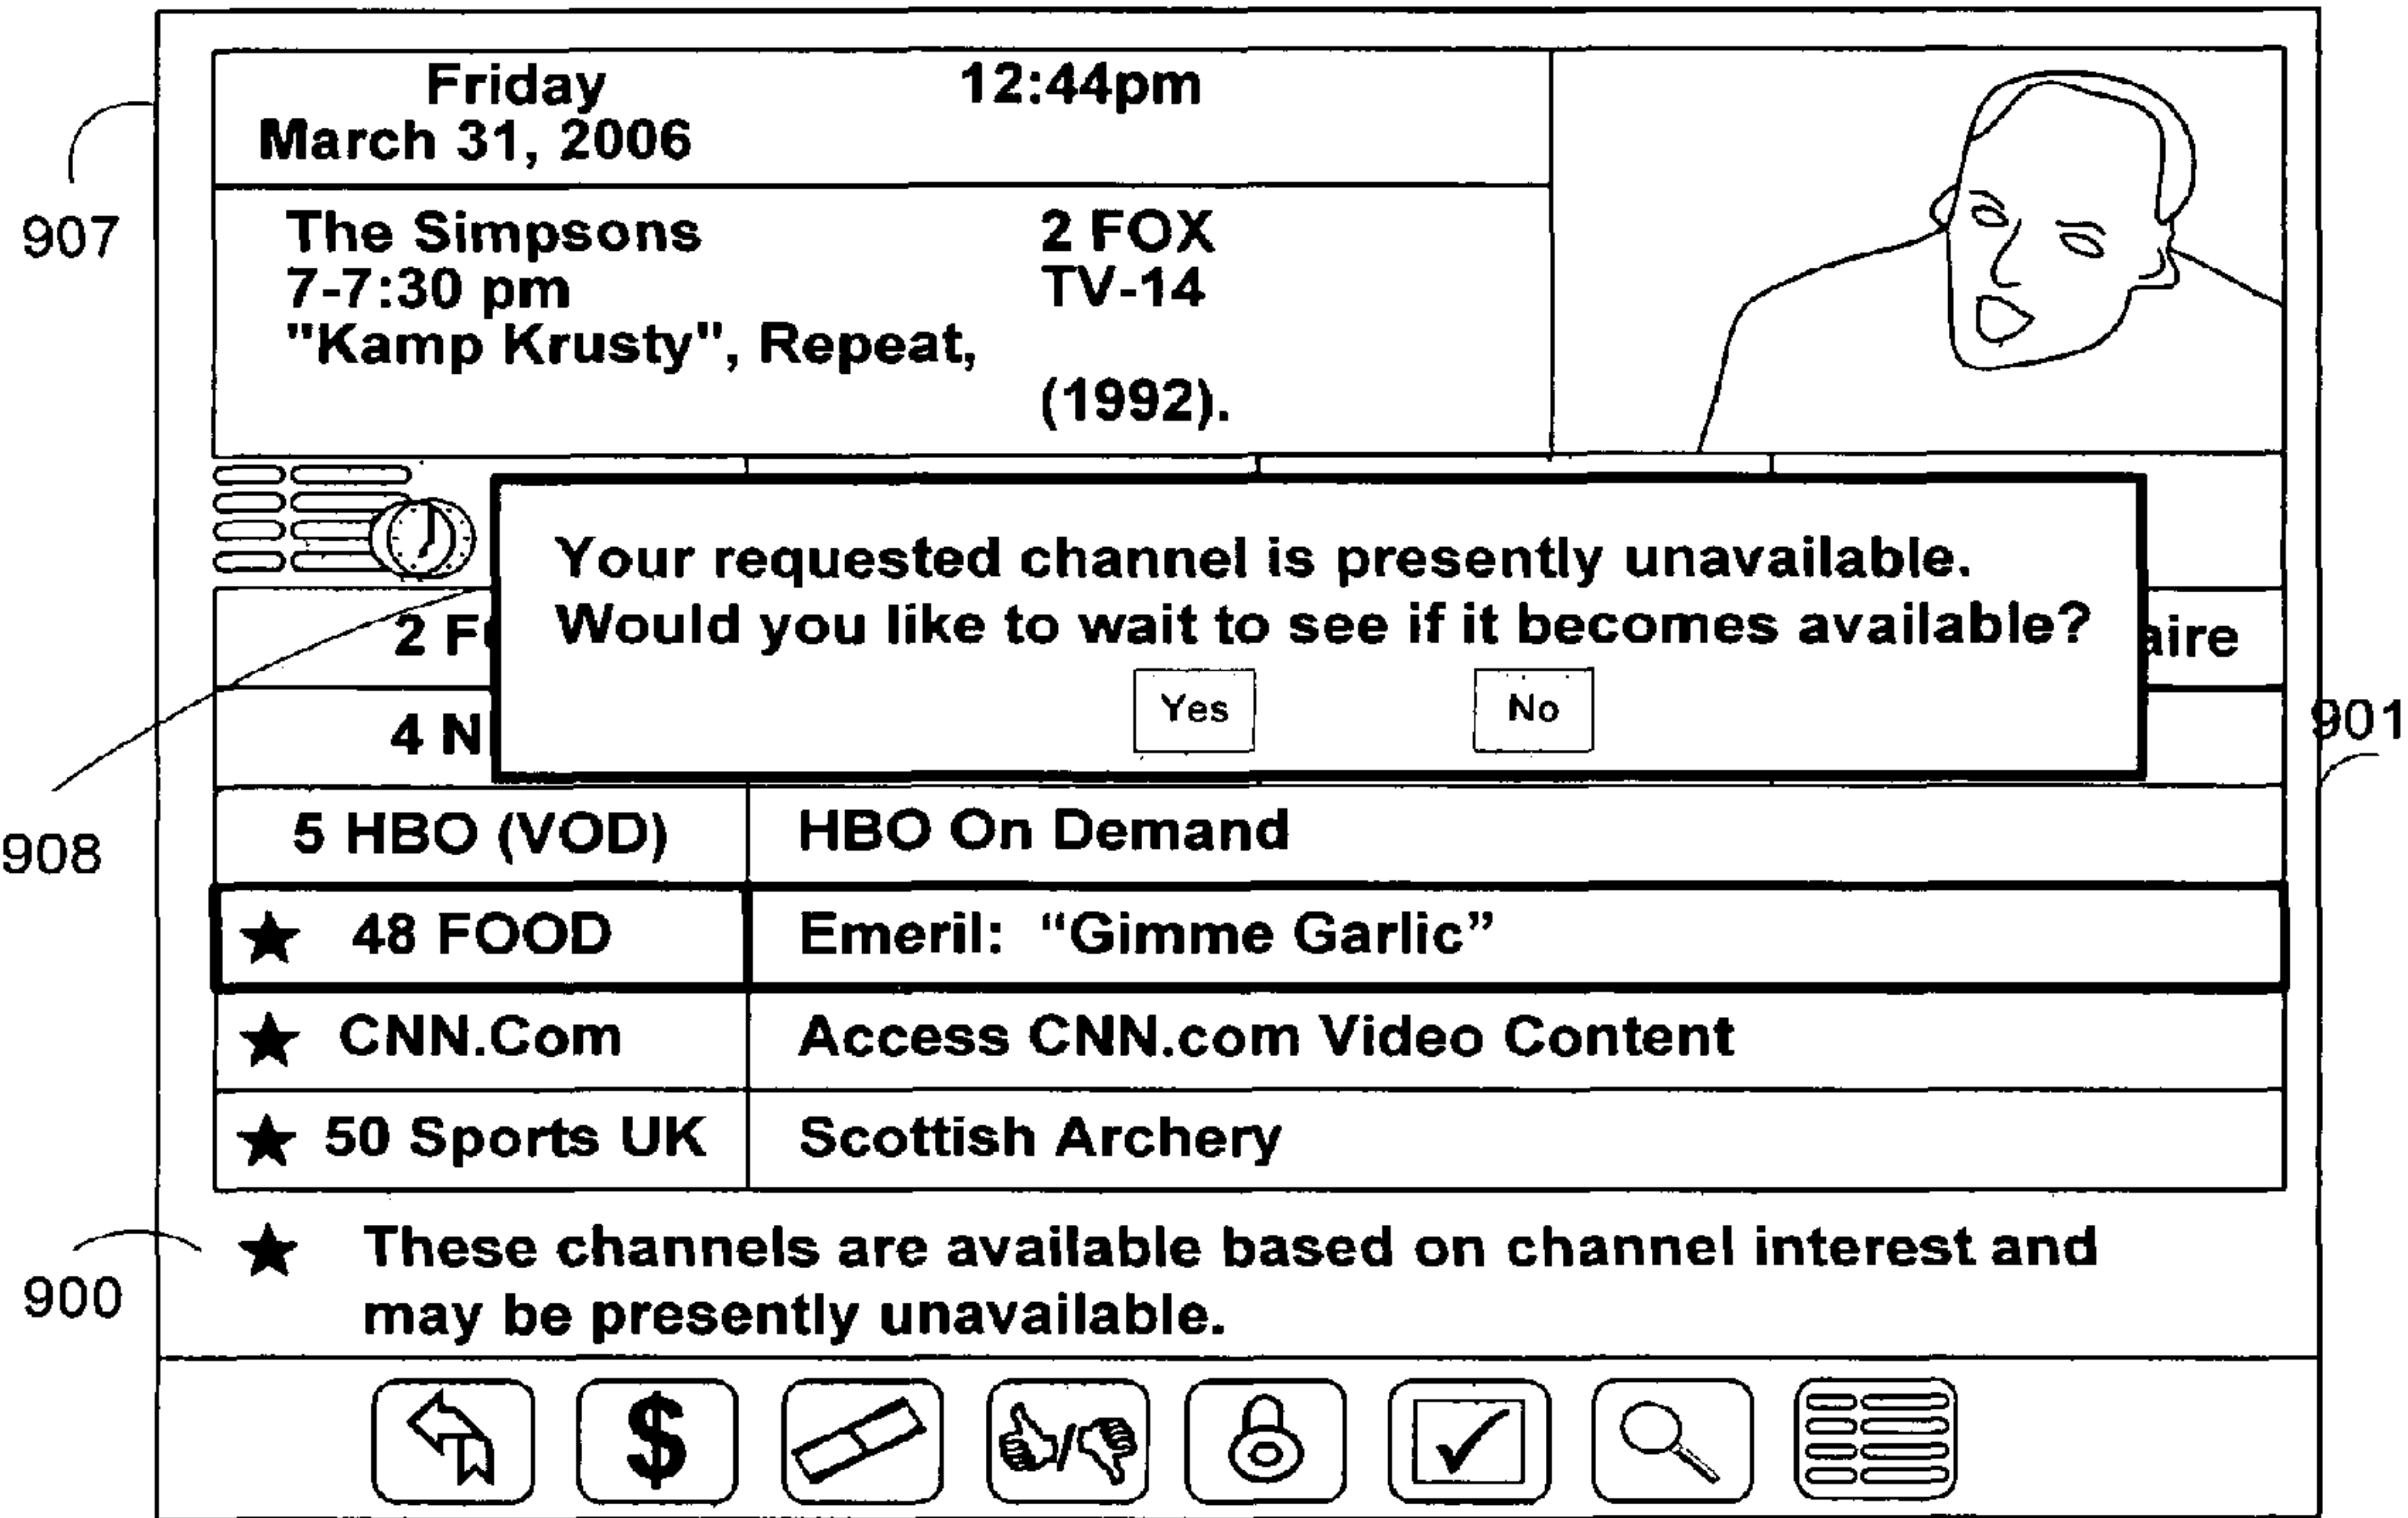 Friday 12:44pm
March 31, 2006
907
The Simpsons 2 FOX
7-7:30 pm TV-14
"Kamp Krusty", Repeat,
(1992).
Your requested channel is presently unavailable.
Would you like to wait to see if it becomes available?
2 F
aire
Yes No
4 N
901
908
5 HBO (VOD) HBO On Demand
★ 48 FOOD Emeril: “Gimme Garlic”
★ CNN.Com Access CNN.com Video Content
★ 50 Sports UK Scottish Archery
900
★ These channels are available based on channel interest and
may be presently unavailable.
$